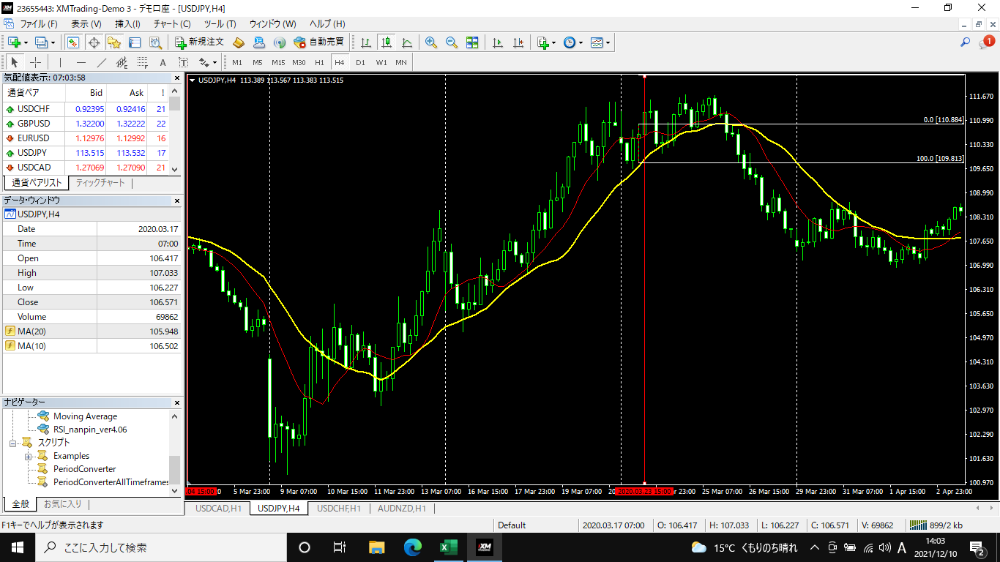 23655443: XMTrading-Demo 3 - デモ口座 - [USDJPY,H4]
ファイル (F) 表示 (V) 挿入(I) チャート (C) ツール (T) ウィンドウ (W) ヘルプ (H)
新規注文 自動売買 1
A T M1 M5 M15 M30 H1 H4 D1 W1 MN
気配値表示: 07:03:58
通貨ペア Bid Ask !
USDCHF 0.92395 0.92416 21
GBPUSD 1.32200 1.32222 22
EURUSD 1.12976 1.12992 16
USDJPY 113.515 113.532 17
USDCAD 1.27069 1.27090 21
通貨ペアリスト ティックチャート
データ・ウィンドウ
USDJPY,H4
Date 2020.03.17
Time 07:00
Open 106.417
High 107.033
Low 106.227
Close 106.571
Volume 69862
MA(20) 105.948
MA(10) 106.502
ナビゲーター
Moving Average
RSI_nanpin_ver4.06
スクリプト
Examples
PeriodConverter
PeriodConverterAllTimeframes
全般 お気に入り
USDJPY,H4 113.389 113.567 113.383 113.515
0.0 [110.884]
100.0 [109.813]
111.670
110.990
110.330
109.650
108.990
108.310
107.650
106.990
106.310
105.650
104.970
104.310
103.630
102.970
102.290
101.630
100.970
04 15:00 5 Mar 23:00 9 Mar 07:00 10 Mar 15:00 11 Mar 23:00 13 Mar 07:00 16 Mar 15:00 17 Mar 23:00 19 Mar 07:00 2020.03.23 15:00 23:00 25 Mar 07:00 26 Mar 15:00 29 Mar 23:00 31 Mar 07:00 1 Apr 15:00 2 Apr 23:00
USDCAD,H1 USDJPY,H4 USDCHF,H1 AUDNZD,H1
F1キーでヘルプが表示されます Default 2020.03.17 07:00 O: 106.417 H: 107.033 L: 106.227 C: 106.571 V: 69862 899/2 kb
ここに入力して検索 XM 15°C くもりのち晴れ A 14:03
2021/12/10 2